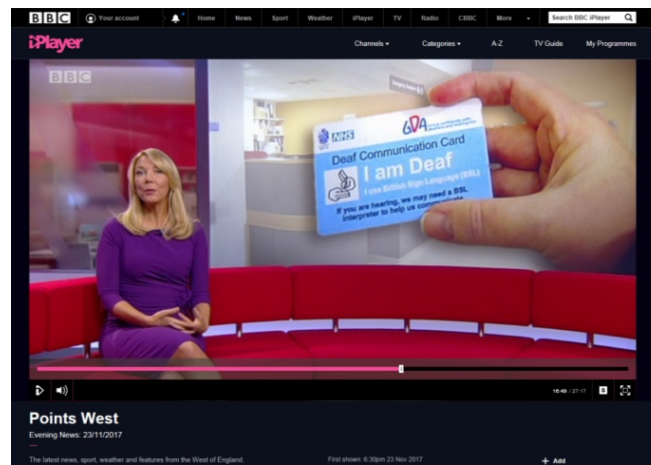 BBC Your account Home News Sport Weather iPlayer TV Radio CBBC More Search BBC iPlayer
iPlayer Channels Categories A-Z TV Guide My Programmes
BBC
NHS
GDA
Deaf Communication Card
I am Deaf
I use British Sign Language (BSL)
If you are hearing, we may need a BSL
interpreter to help us communicate.
27:17 S
Points West
Evening News: 23/11/2017
The latest news, sport, weather and features from the West of England.
First shown: 6:30pm 23 Nov 2017
+ Add